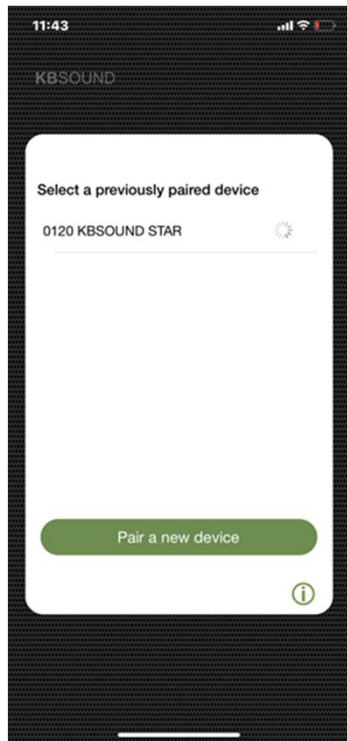 11:43
KBSOUND
Select a previously paired device
0120 KBSOUND STAR
Pair a new device
i